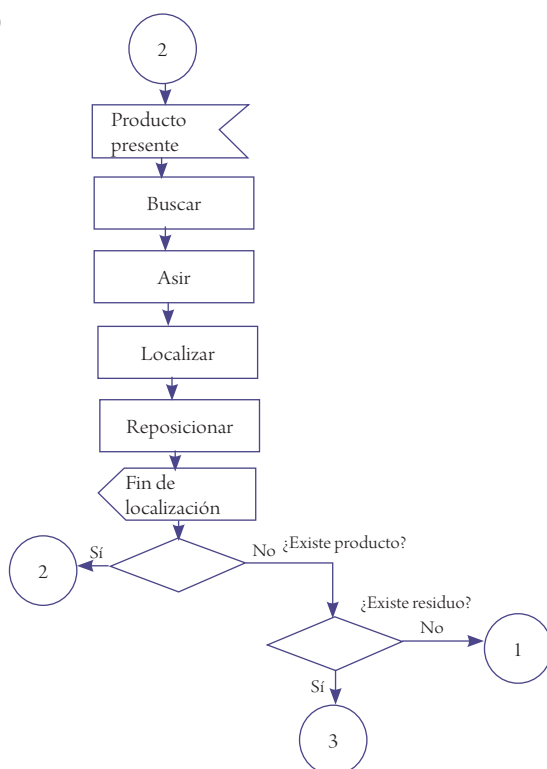 2
Producto
presente
Buscar
Asir
Localizar
Reposicionar
Fin de
localización
Sí
No
¿Existe producto?
2
¿Existe residuo?
No
1
Sí
3